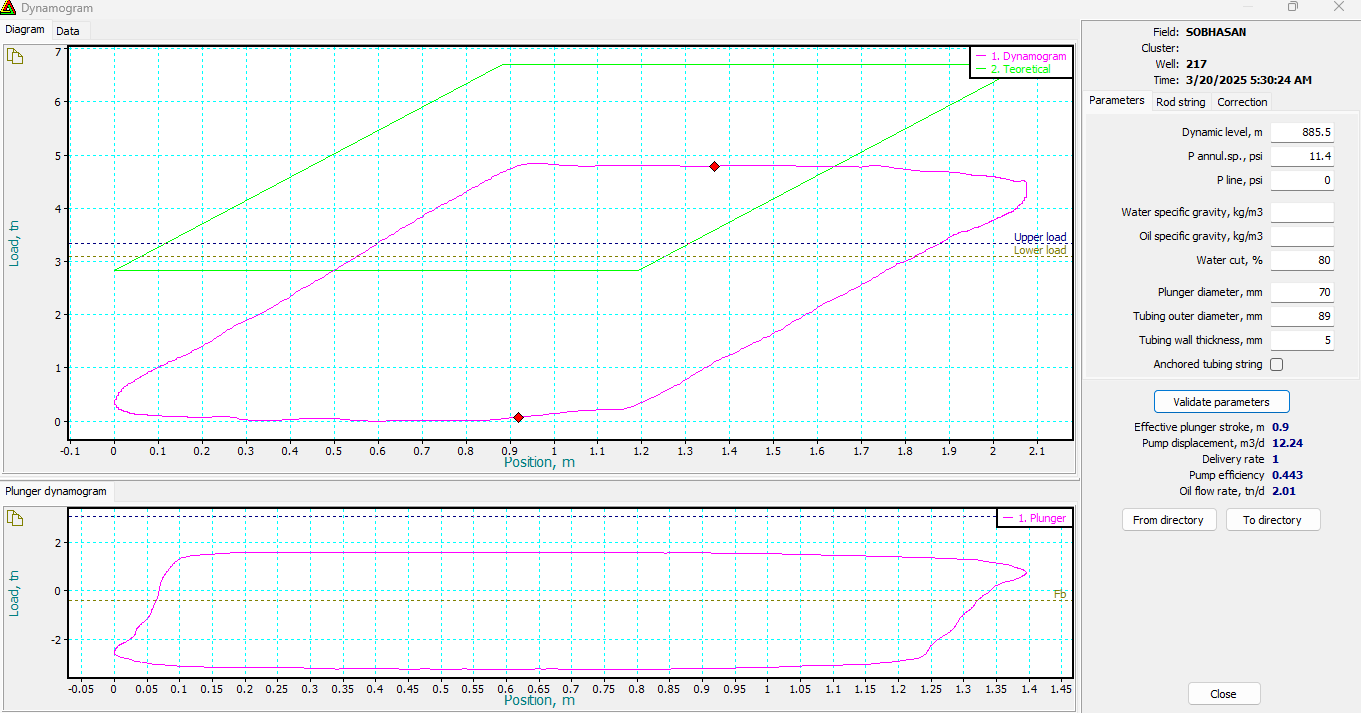 Dynamogram
Diagram
Data
7
6
5
4
3
2
1
0
Load, tn
1. Dynamogram
2. Teoretical
Upper load
Lower load
-0.1 0 0.1 0.2 0.3 0.4 0.5 0.6 0.7 0.8 0.9 1 1.1 1.2 1.3 1.4 1.5 1.6 1.7 1.8 1.9 2 2.1
Position, m
Plunger dynamogram
2
0
-2
Load, tn
1. Plunger
Fb
-0.05 0 0.05 0.1 0.15 0.2 0.25 0.3 0.35 0.4 0.45 0.5 0.55 0.6 0.65 0.7 0.75 0.8 0.85 0.9 0.95 1 1.05 1.1 1.15 1.2 1.25 1.3 1.35 1.4 1.45
Position, m
Field: SOBHASAN
Cluster:
Well: 217
Time: 3/20/2025 5:30:24 AM
Parameters
Rod string
Correction
Dynamic level, m 885.5
P annul.sp., psi 11.4
P line, psi 0
Water specific gravity, kg/m3
Oil specific gravity, kg/m3
Water cut, % 80
Plunger diameter, mm 70
Tubing outer diameter, mm 89
Tubing wall thickness, mm 5
Anchored tubing string
Validate parameters
Effective plunger stroke, m 0.9
Pump displacement, m3/d 12.24
Delivery rate 1
Pump efficiency 0.443
Oil flow rate, tn/d 2.01
From directory
To directory
Close